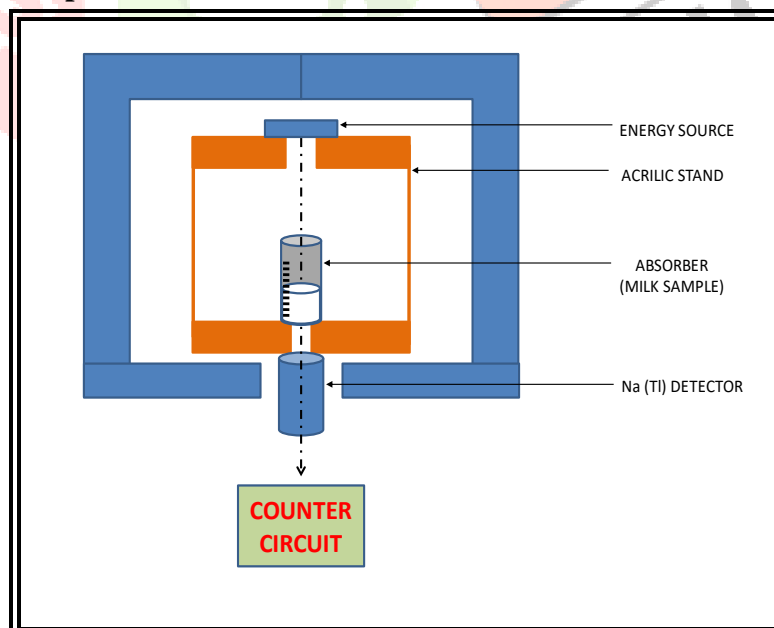 ENERGY SOURCE
ACRILIC STAND
ABSORBER
(MILK SAMPLE)
Na (Tl) DETECTOR
COUNTER
CIRCUIT